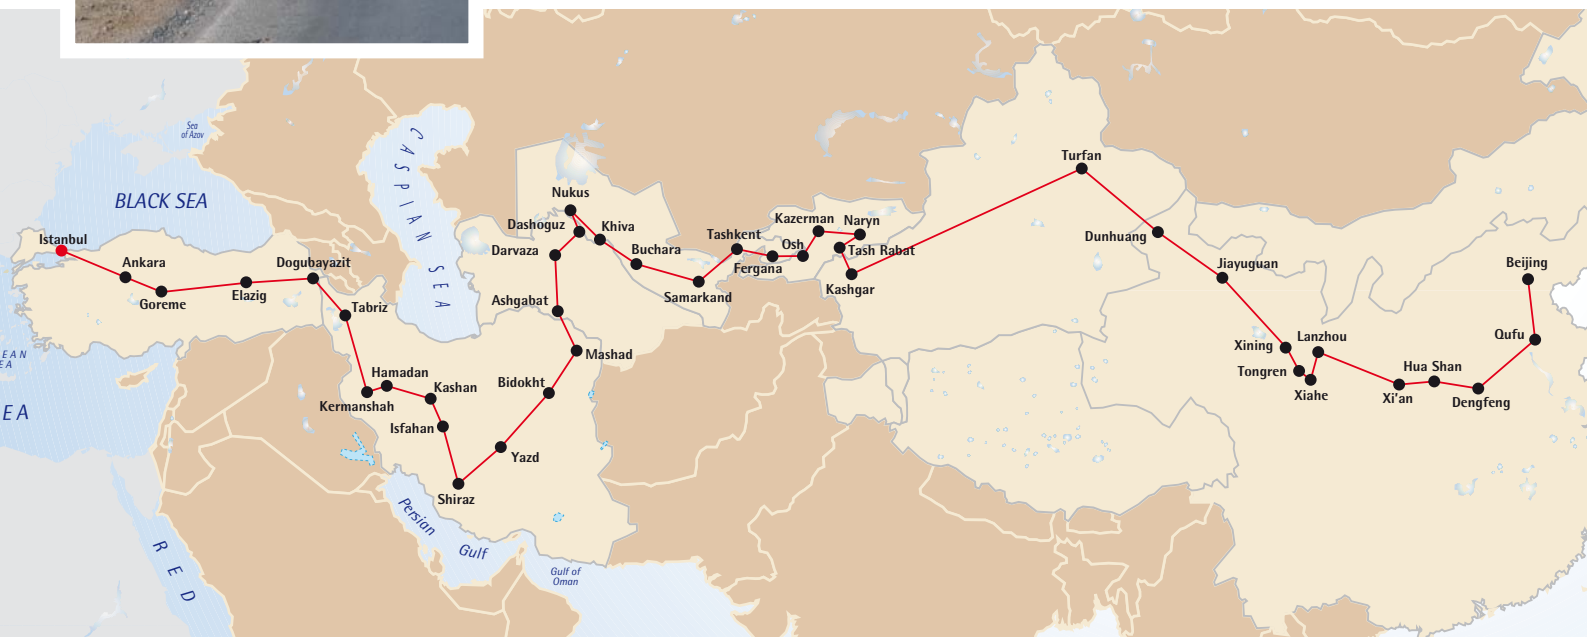 Sea
of Azov
BLACK SEA
CASPIAN SEA
Istanbul
Ankara
Goreme
Elazig
Dogubayazit
Tabriz
Hamadan
Kermanshah
Kashan
Isfahan
Shiraz
Yazd
Bidokht
Mashad
Ashgabat
Darvaza
Dashoguz
Nukus
Khiva
Buchara
Samarkand
Tashkent
Fergana
Osh
Kazerman
Naryn
Tash Rabat
Kashgar
Turfan
Dunhuang
Jiayuguan
Xining
Lanzhou
Tongren
Xiahe
Xi'an
Hua Shan
Dengfeng
Qufu
Beijing
EAN
EA
EA
RED
Persian
Gulf
Gulf of
Oman